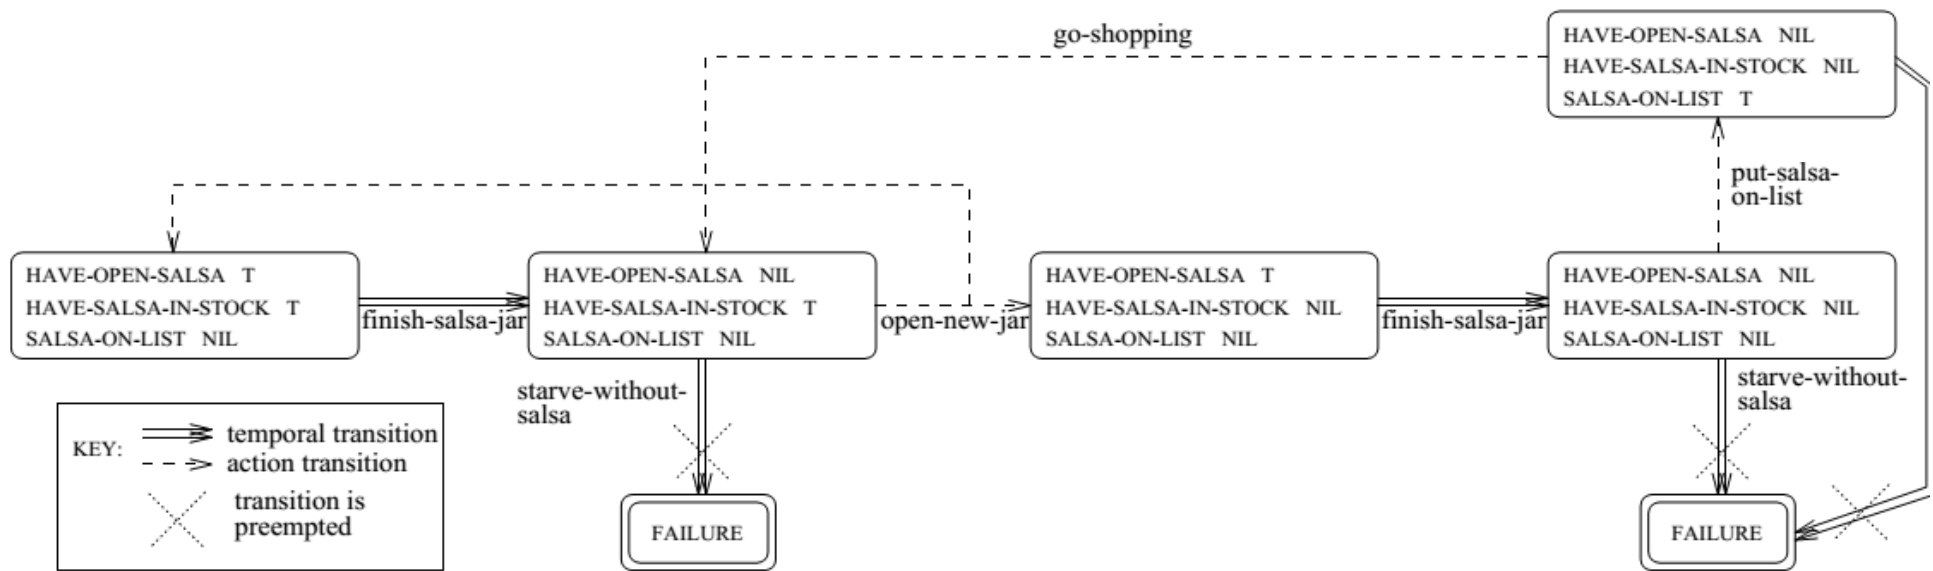 go-shopping
HAVE-OPEN-SALSA NIL
HAVE-SALSA-IN-STOCK NIL
SALSA-ON-LIST T
put-salsa-
on-list
HAVE-OPEN-SALSA T
HAVE-SALSA-IN-STOCK T
SALSA-ON-LIST NIL
finish-salsa-jar
HAVE-OPEN-SALSA NIL
HAVE-SALSA-IN-STOCK T
SALSA-ON-LIST NIL
open-new-jar
HAVE-OPEN-SALSA T
HAVE-SALSA-IN-STOCK NIL
SALSA-ON-LIST NIL
finish-salsa-jar
HAVE-OPEN-SALSA NIL
HAVE-SALSA-IN-STOCK NIL
SALSA-ON-LIST NIL
starve-without-
salsa
starve-without-
salsa
KEY:
temporal transition
action transition
transition is
preempted
FAILURE
FAILURE